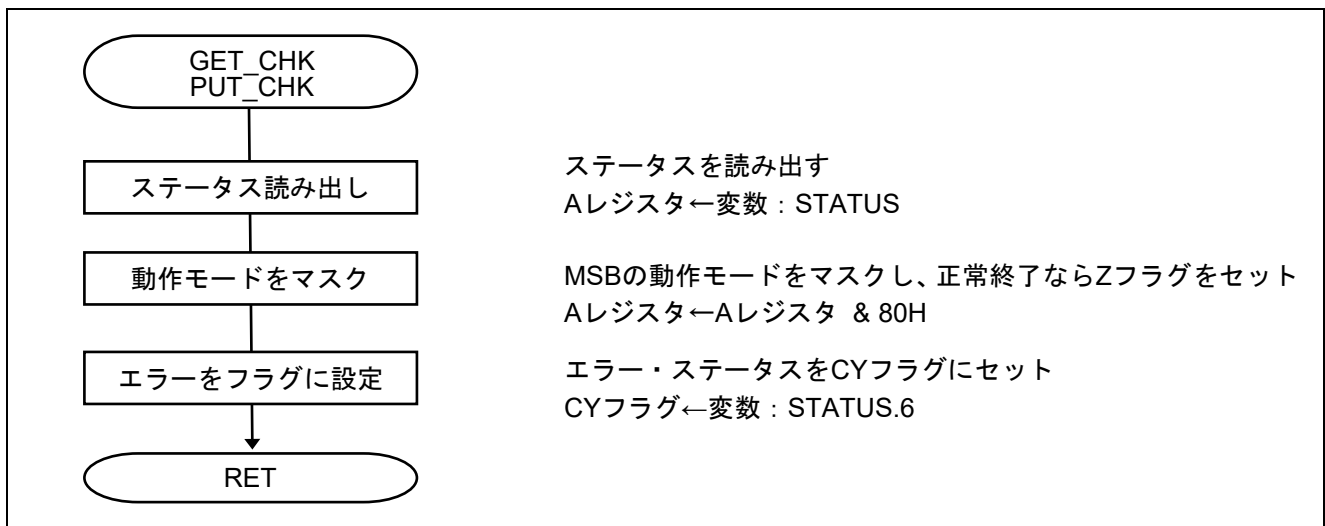 GET_CHK
PUT_CHK
ステータス読み出し
ステータスを読み出す
Aレジスタ←変数：STATUS
動作モードをマスク
MSBの動作モードをマスクし、正常終了ならZフラグをセット
Aレジスタ←Aレジスタ & 80H
エラーをフラグに設定
エラー・ステータスをCYフラグにセット
CYフラグ←変数：STATUS.6
RET